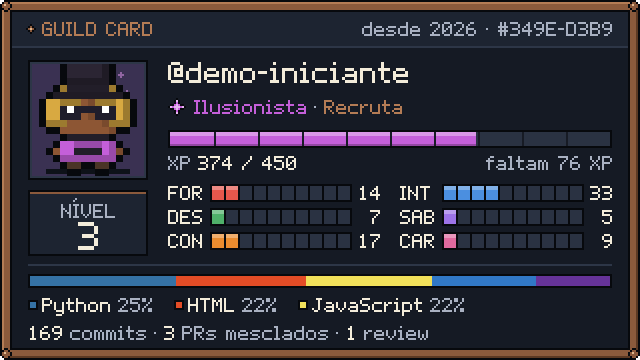 GUILD CARD desde 2026 · #349E-D3B9
@demo-iniciante
Ilusionista · Recruta
XP 374 / 450 faltam 76 XP
NÍVEL
3
FOR 14 INT 33
DES 7 SAB 5
CON 17 CAR 9
Python 25% HTML 22% JavaScript 22%
169 commits · 3 PRs mesclados · 1 review